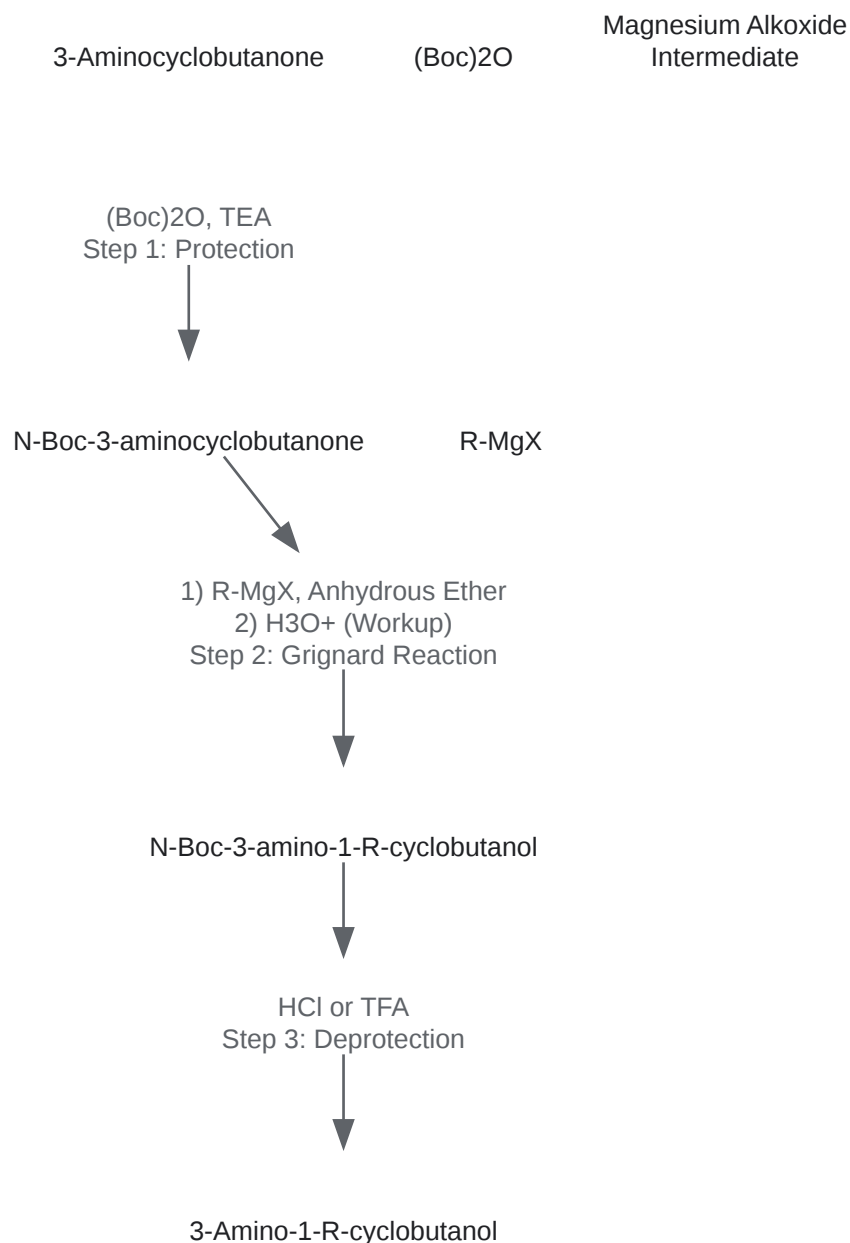 Magnesium Alkoxide
Intermediate
3-Aminocyclobutanone
(Boc)2O
(Boc)2O, TEA
Step 1: Protection
N-Boc-3-aminocyclobutanone
R-MgX
1) R-MgX, Anhydrous Ether
2) H3O+ (Workup)
Step 2: Grignard Reaction
N-Boc-3-amino-1-R-cyclobutanol
HCl or TFA
Step 3: Deprotection
3-Amino-1-R-cyclobutanol